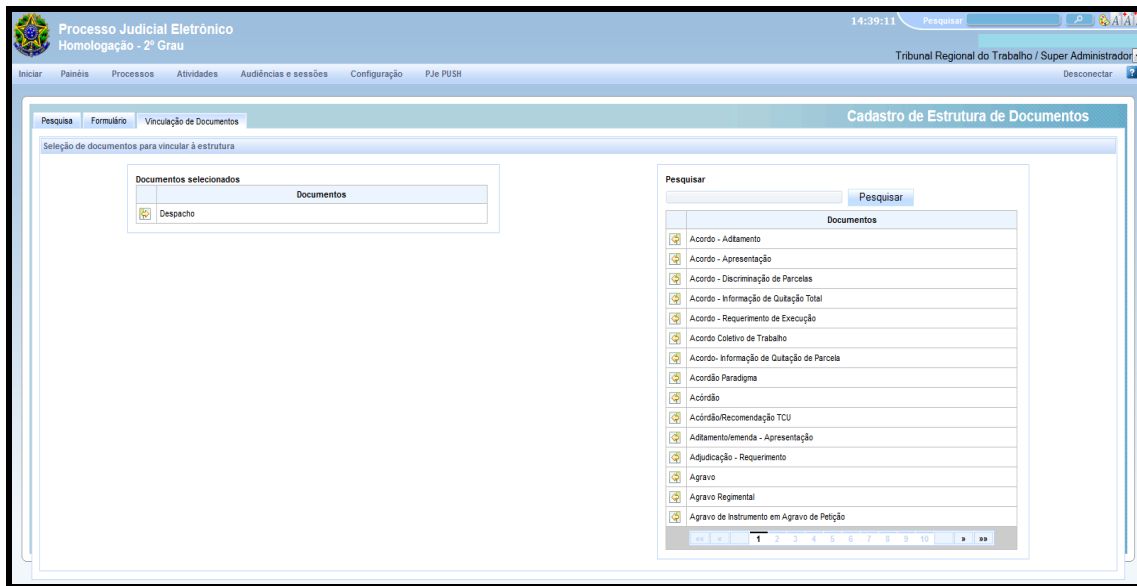 14:39:11
Pesquisar
Processo Judicial Eletrônico
Homologação - 2º Grau
Tribunal Regional do Trabalho / Super Administrador
Iniciar Painéis Processos Atividades Audiências e sessões Configuração PJe PUSH Desconectar ?
Pesquisa Formulário Vinculação de Documentos
Cadastro de Estrutura de Documentos
Seleção de documentos para vincular à estrutura
Documentos selecionados
Documentos
Despacho
Pesquisar
Pesquisar
Documentos
Acordo - Aditamento
Acordo - Apresentação
Acordo - Discriminação de Parcelas
Acordo - Informação de Quitação Total
Acordo - Requerimento de Execução
Acordo Coletivo de Trabalho
Acordo- Informação de Quitação de Parcela
Acordão Paradigma
Acórdão
Acórdão/Recomendação TCU
Aditamento/emenda - Apresentação
Adjudicação - Requerimento
Agravo
Agravo Regimental
Agravo de Instrumento em Agravo de Petição
«« « 1 2 3 4 5 6 7 8 9 10 » »»